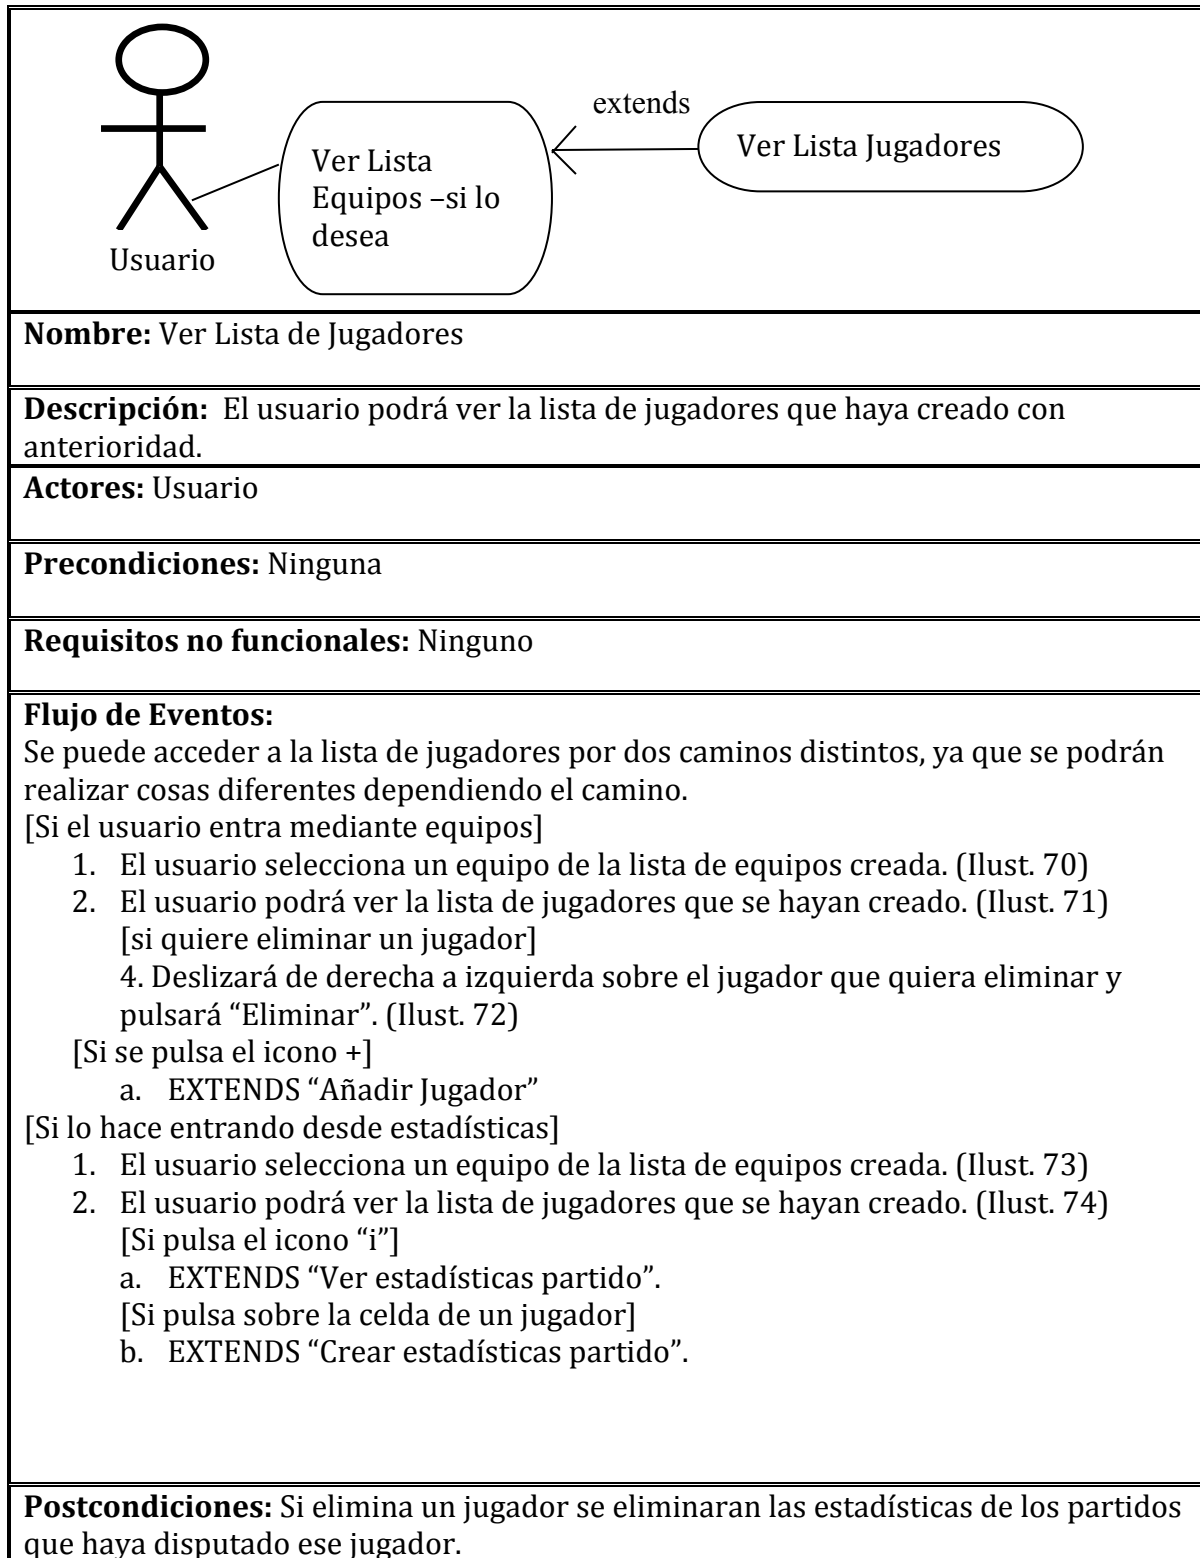 extends
Ver Lista Jugadores
Ver Lista
Equipos –si lo
desea
Usuario
Nombre: Ver Lista de Jugadores
Descripción:  El usuario podrá ver la lista de jugadores que haya creado con
anterioridad.
Actores: Usuario
Precondiciones: Ninguna
Requisitos no funcionales: Ninguno
Flujo de Eventos:
Se puede acceder a la lista de jugadores por dos caminos distintos, ya que se podrán
realizar cosas diferentes dependiendo el camino.
[Si el usuario entra mediante equipos]
1. El usuario selecciona un equipo de la lista de equipos creada. (Ilust. 70)
2. El usuario podrá ver la lista de jugadores que se hayan creado. (Ilust. 71)
[si quiere eliminar un jugador]
4. Deslizará de derecha a izquierda sobre el jugador que quiera eliminar y
pulsará “Eliminar”. (Ilust. 72)
[Si se pulsa el icono +]
a. EXTENDS “Añadir Jugador”
[Si lo hace entrando desde estadísticas]
1. El usuario selecciona un equipo de la lista de equipos creada. (Ilust. 73)
2. El usuario podrá ver la lista de jugadores que se hayan creado. (Ilust. 74)
[Si pulsa el icono “i”]
a. EXTENDS “Ver estadísticas partido”.
[Si pulsa sobre la celda de un jugador]
b. EXTENDS “Crear estadísticas partido”.
Postcondiciones: Si elimina un jugador se eliminaran las estadísticas de los partidos
que haya disputado ese jugador.